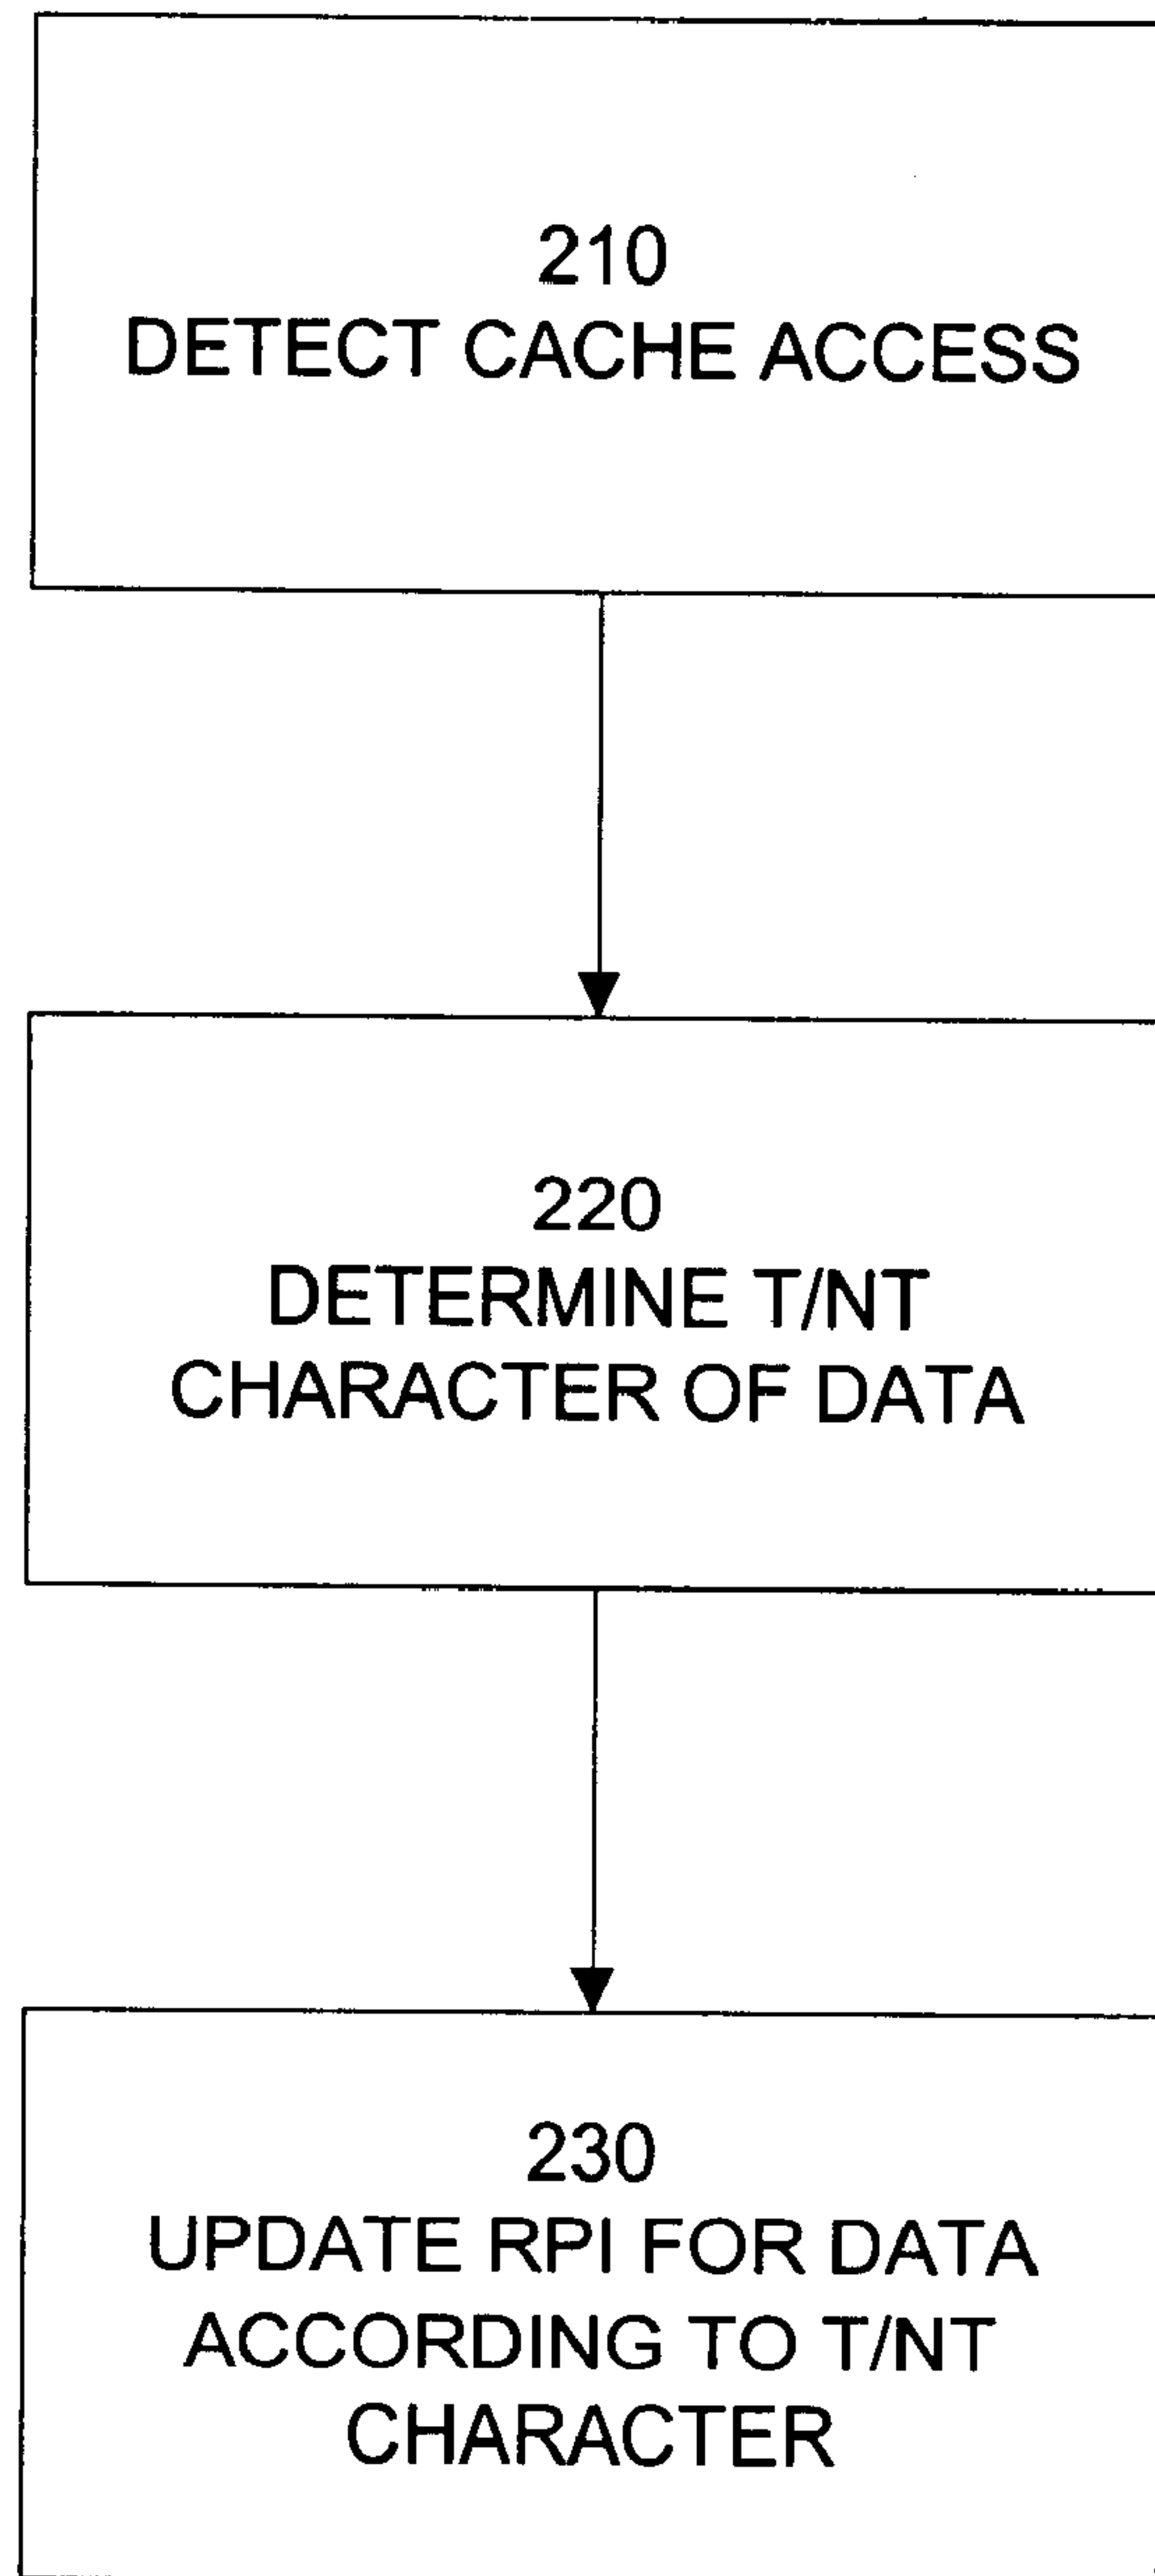 210
DETECT CACHE ACCESS
220
DETERMINE T/NT
CHARACTER OF DATA
230
UPDATE RPI FOR DATA
ACCORDING TO T/NT
CHARACTER